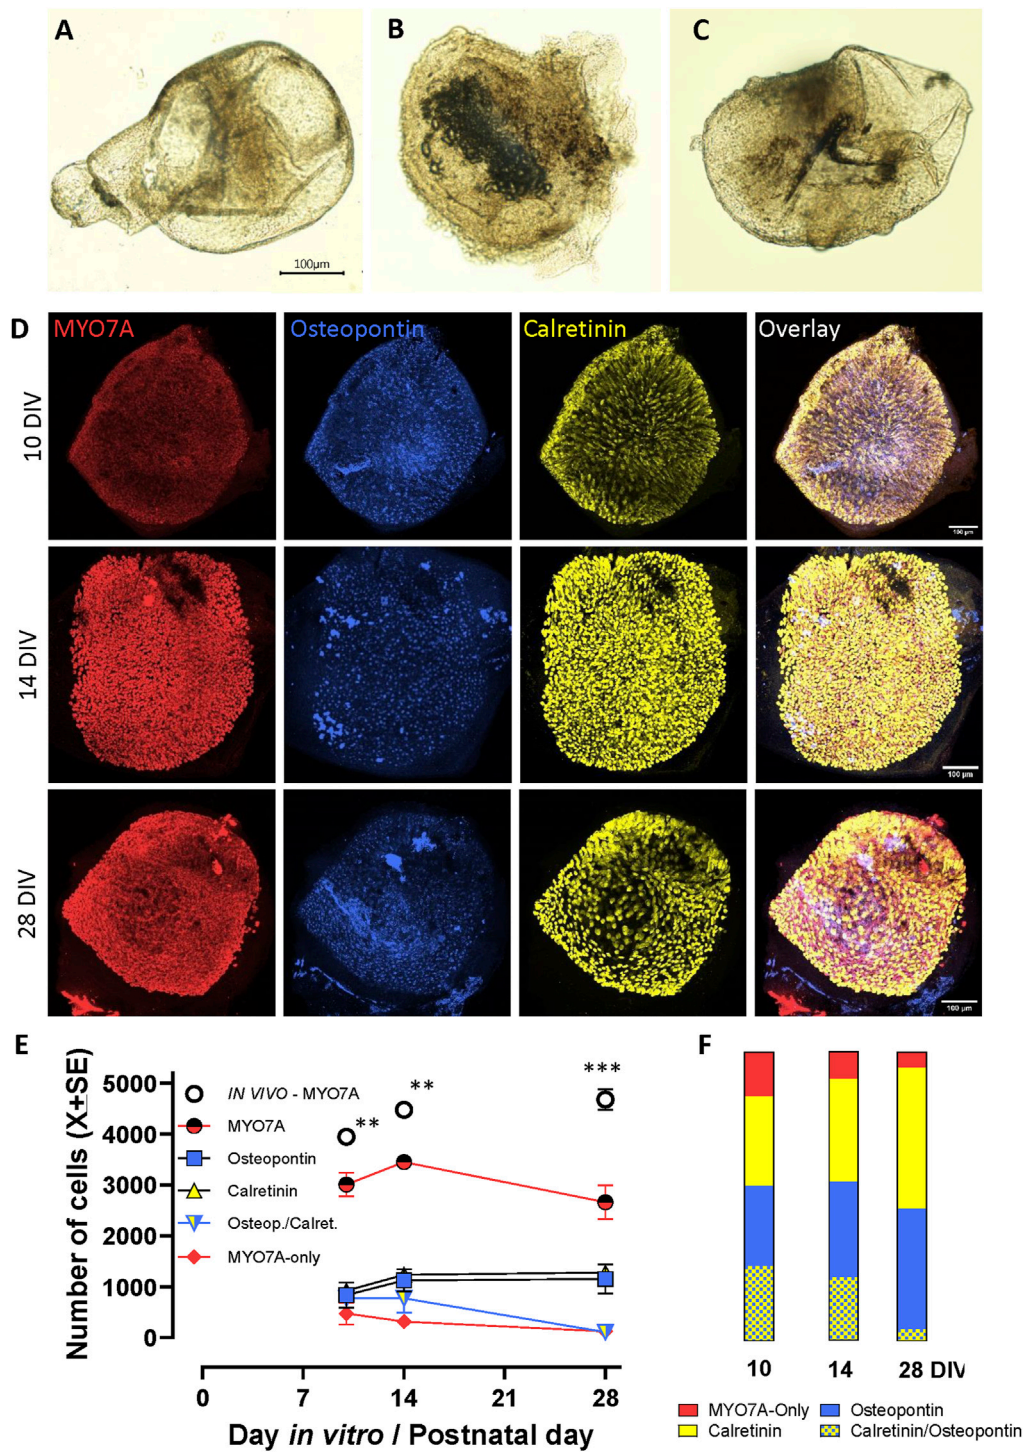 A
B
C
100µm
D
MYO7A
Osteopontin
Calretinin
Overlay
10 DIV
100 µm
14 DIV
100 µm
28 DIV
100 µm
E
Number of cells (X±SE)
5000
4000
3000
2000
1000
0
IN VIVO - MYO7A
MYO7A
Osteopontin
Calretinin
Osteop./Calret.
MYO7A-only
**
**
***
0 7 14 21 28
Day in vitro / Postnatal day
F
10 14 28 DIV
MYO7A-Only
Osteopontin
Calretinin
Calretinin/Osteopontin